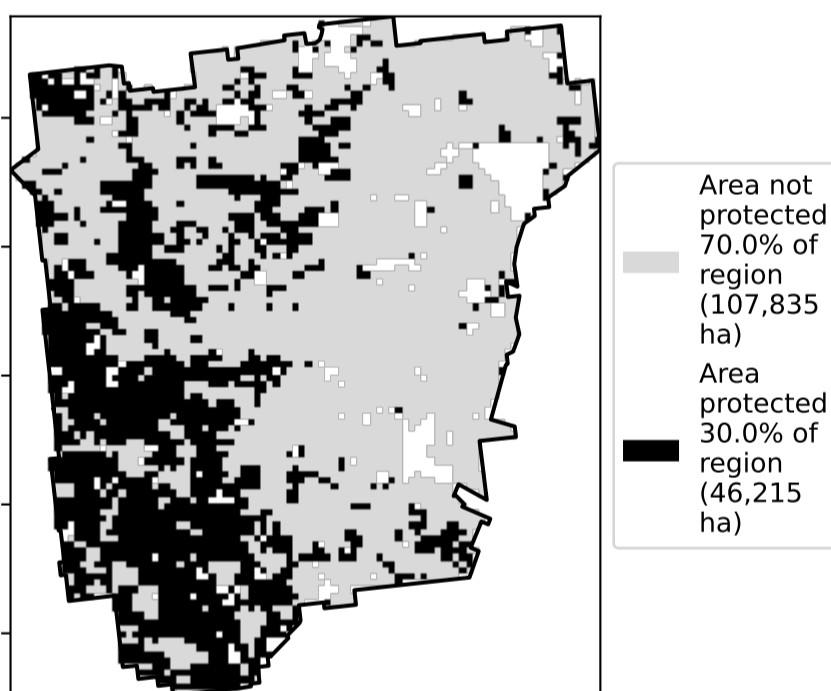 Area not
protected
70.0% of
region
(107,835
ha)
Area
protected
30.0% of
region
(46,215
ha)